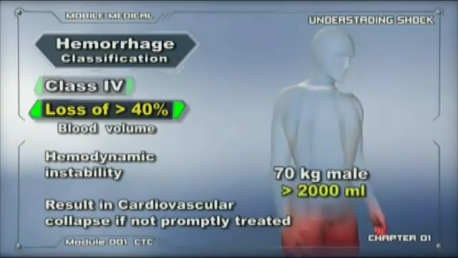 MOBILE MEDICAL
UNDERSTADING SHOCK
Hemorrhage
Classification
Class IV
Loss of > 40%
Blood volume
Hemodynamic
instability
70 kg male
> 2000 ml
Result in Cardiovascular
collapse if not promptly treated
Module 001 CTC
CHAPTER 01